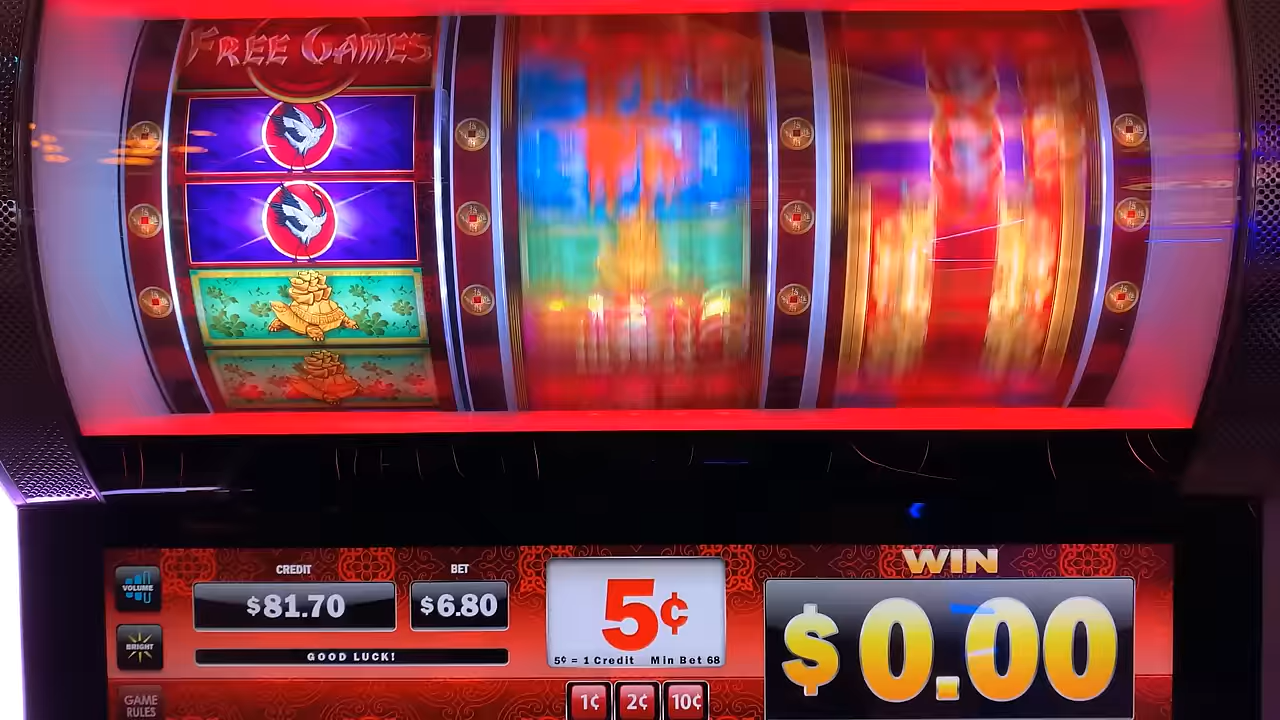 FREE GAMES
WIN
CREDIT BET
VOLUME
$81.70 $6.80
5¢
$0.00
BRIGHT
GOOD LUCK!
5¢ = 1 Credit Min Bet 68
GAME
RULES
1¢ 2¢ 10¢